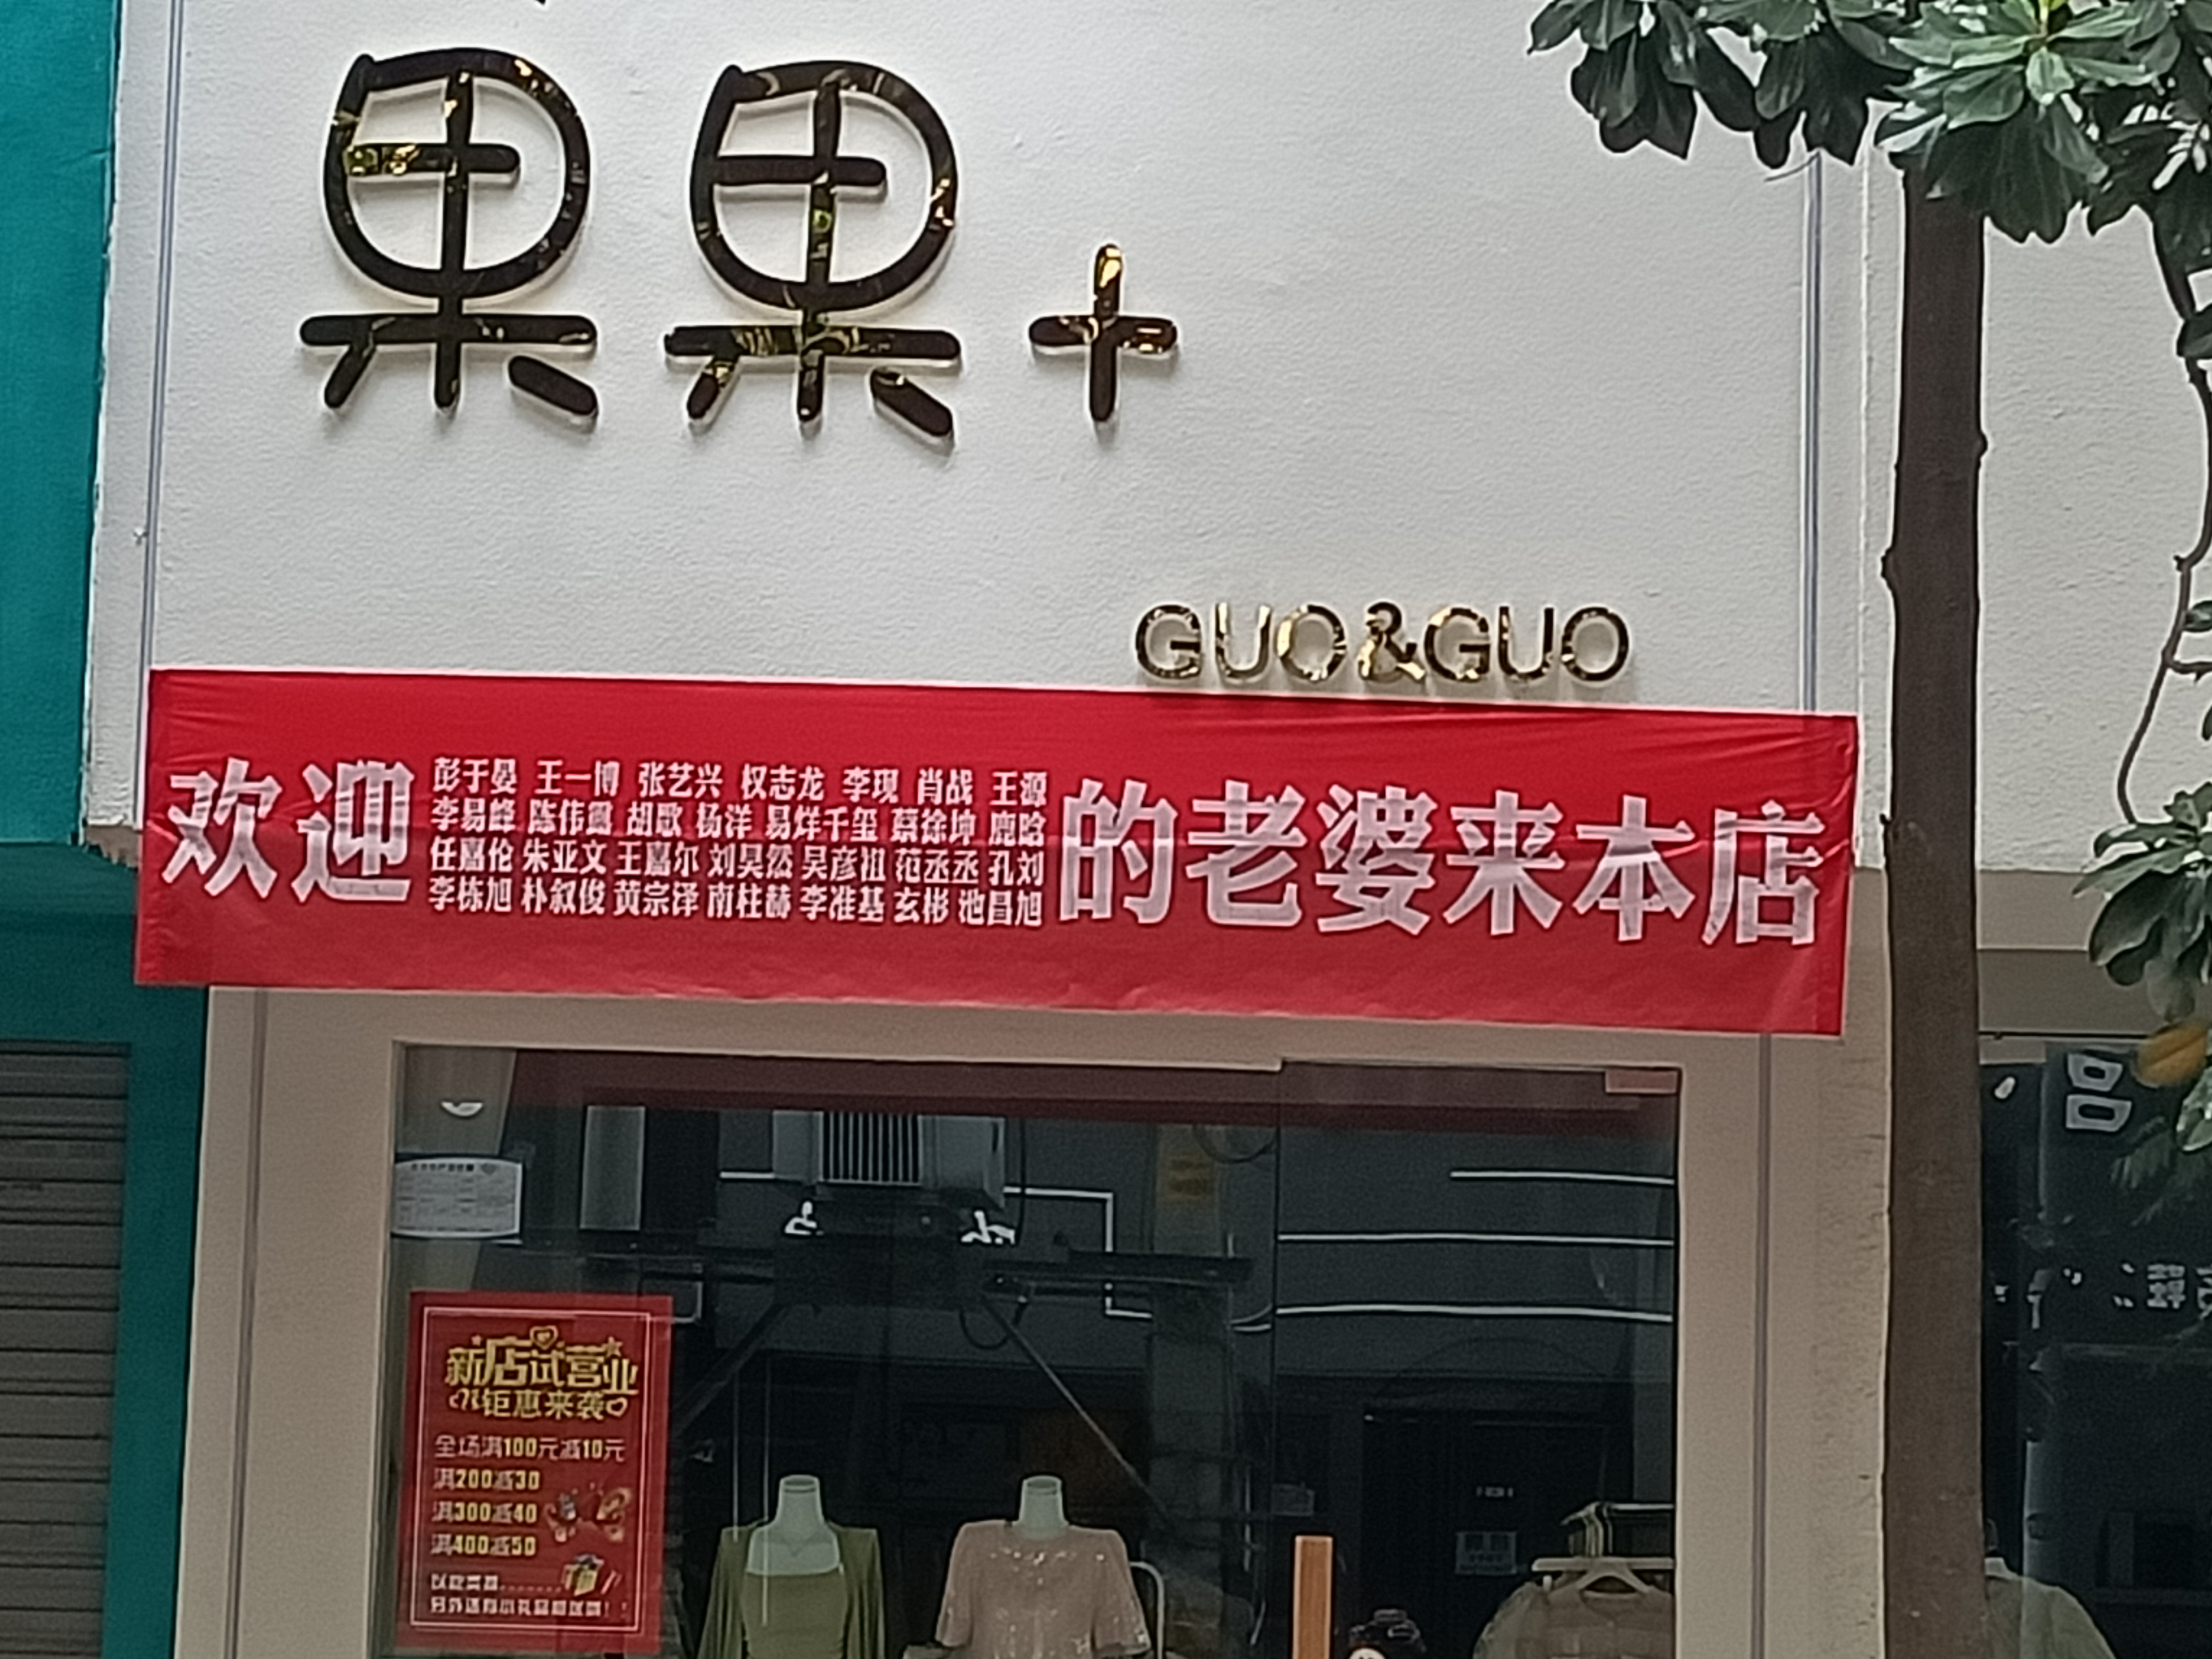 果果+
GUO&GUO
欢迎
彭于晏 王一博 张艺兴 权志龙 李现 肖战 王源
李易峰 陈伟霆 胡歌 杨洋 易烊千玺 蔡徐坤 鹿晗
任嘉伦 朱亚文 王嘉尔 刘昊然 吴彦祖 范丞丞 孔刘
李栋旭 朴叙俊 黄宗泽 南柱赫 李准基 玄彬 池昌旭
的老婆来本店
品
新店试营业
钜惠来袭
全场满100元减10元
满200减30
满300减40
满400减50